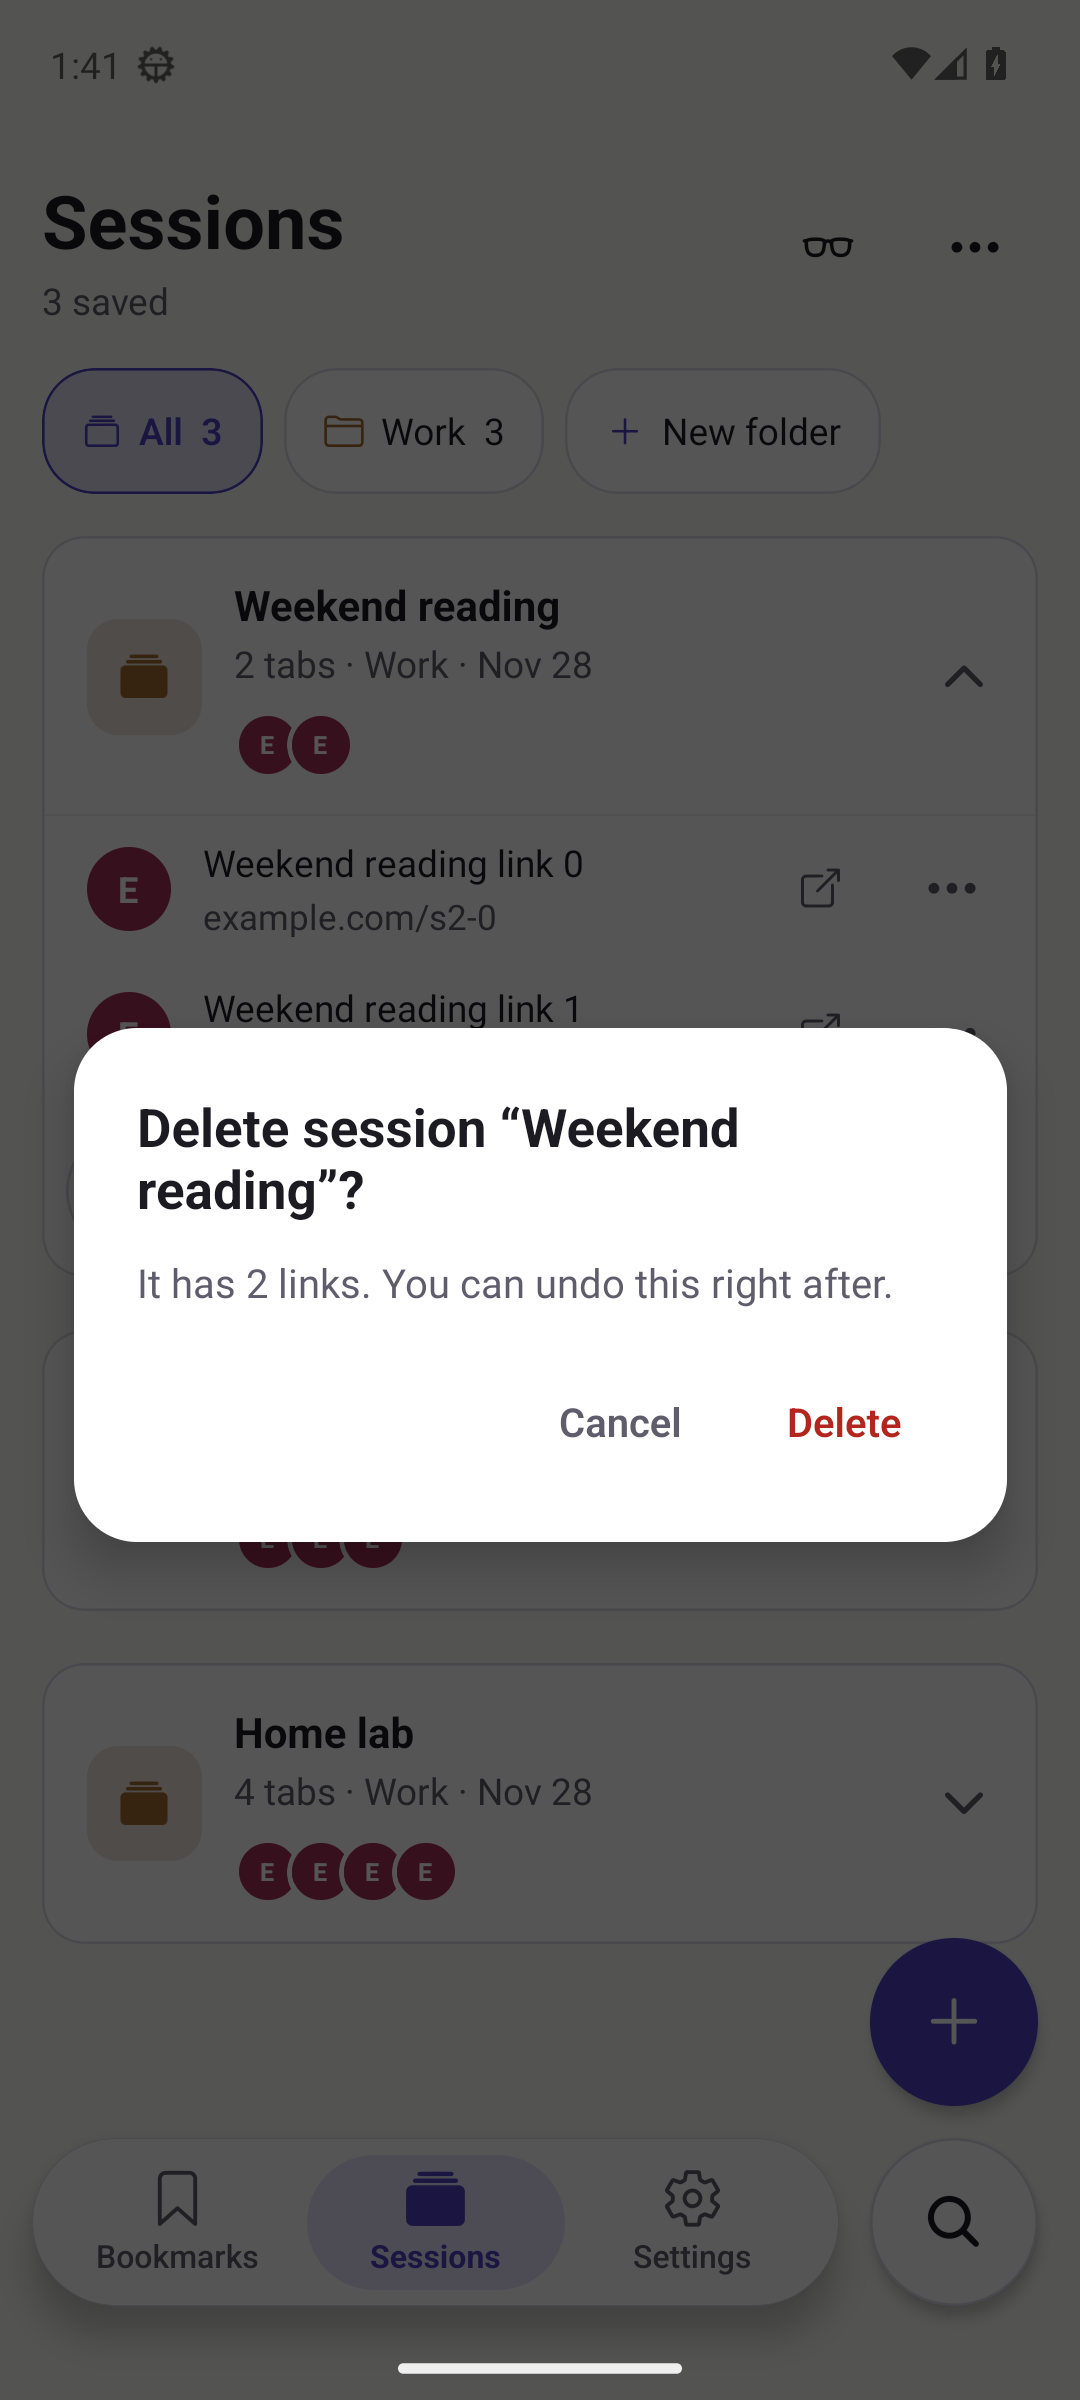 1:41
Sessions
3 saved
All 3
Work 3
New folder
Weekend reading
2 tabs · Work · Nov 28
E E
E
Weekend reading link 0
example.com/s2-0
Weekend reading link 1
Delete session “Weekend
reading”?
It has 2 links. You can undo this right after.
Cancel
Delete
Home lab
4 tabs · Work · Nov 28
E E E E
Bookmarks
Sessions
Settings